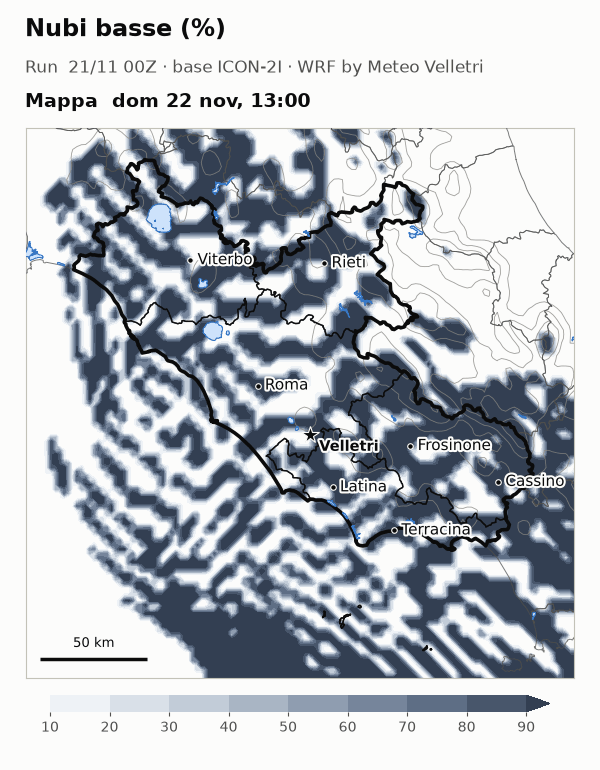 Nubi basse (%)
Run 21/11 00Z · base ICON-2I · WRF by Meteo Velletri
Mappa dom 22 nov, 13:00
Viterbo
Rieti
Roma
Velletri
Frosinone
Cassino
Latina
Terracina
50 km
10 20 30 40 50 60 70 80 90